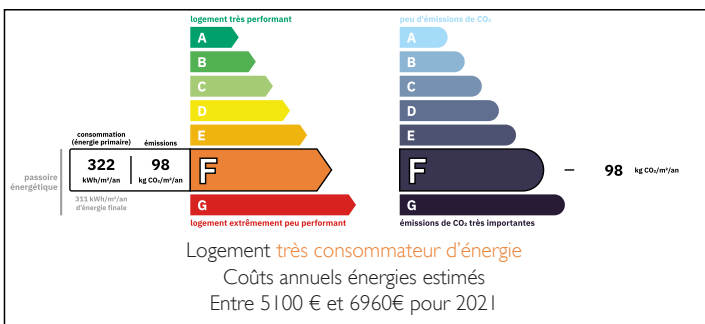 logement très performant
A
B
C
D
E
consommation
(énergie primaire)
émissions
322
kWh/m²/an
98
kg CO₂/m²/an
F
passoire
énergétique
311 kWh/m²/an
d'énergie finale
G
logement extrêmement peu performant
peu d'émissions de CO₂
A
B
C
D
E
F
98 kg CO₂/m²/an
G
émissions de CO₂ très importantes
Logement très consommateur d'énergie
Coûts annuels énergies estimés
Entre 5100 € et 6960€ pour 2021